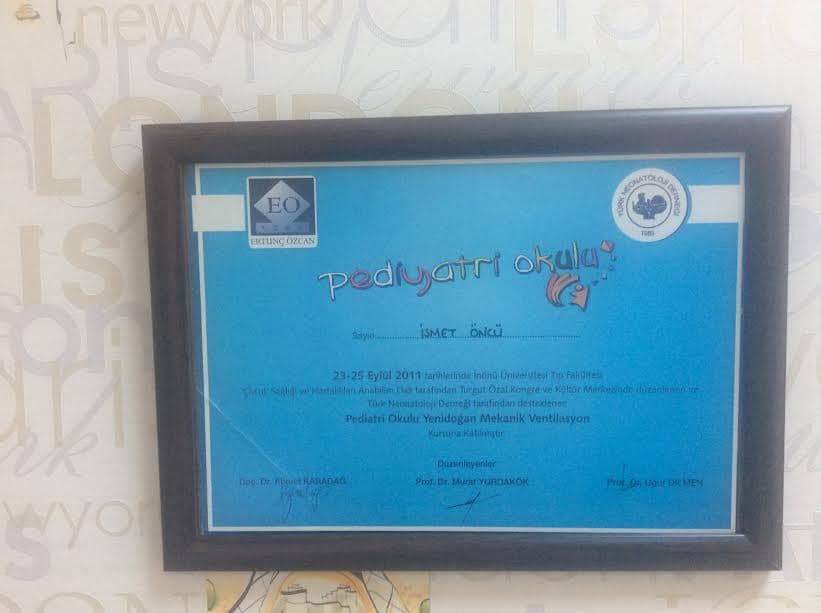 newyork
LONDON
EO
ERTUNÇ ÖZCAN
TÜRK NEONATOLOJİ DERNEĞİ
pediyatri okulu
Sayın İSMET ÖNCÜ
23-25 Eylül 2011 tarihlerinde İnönü Üniversitesi Tıp Fakültesi
Çocuk Sağlığı ve Hastalıkları Anabilim Dalı tarafından Turgut Özal Kongre ve Kültür Merkezinde düzenlenen ve
Türk Neonatoloji Derneği tarafından desteklenen
Pediatri Okulu Yenidoğan Mekanik Ventilasyon
Kursuna Katılmıştır
Düzenleyenler
Doç. Dr. Ahmet KARADAĞ Prof. Dr. Murat YURDAKÖK Prof. Dr. Uğur DİLMEN